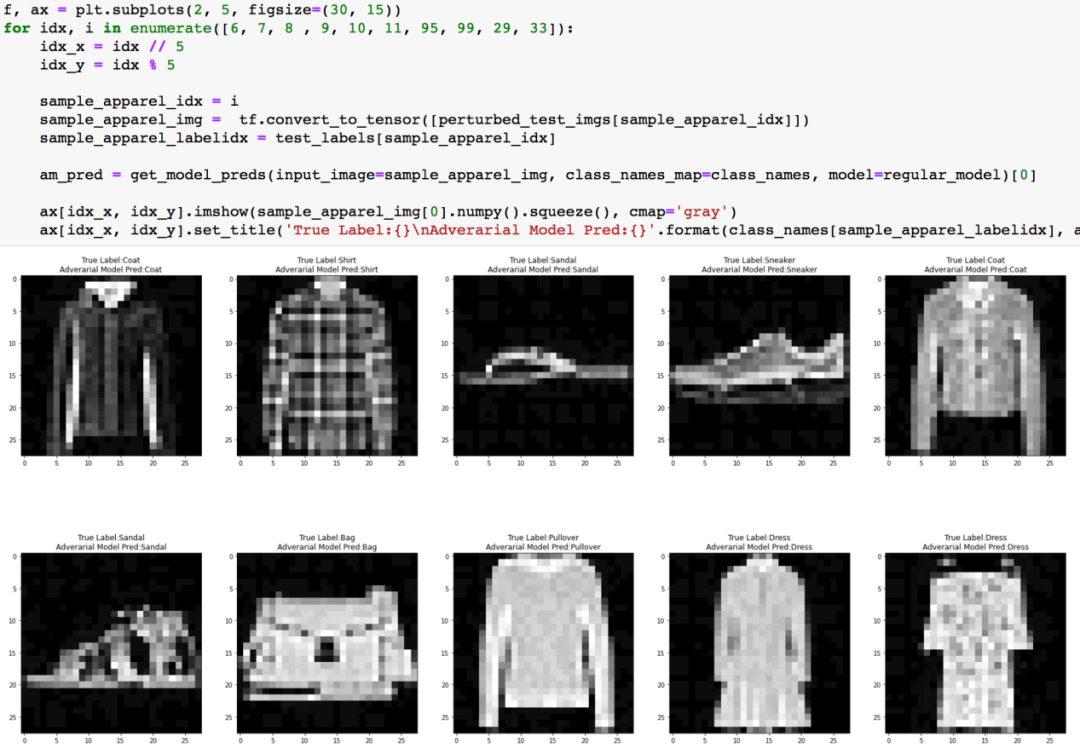 f, ax = plt.subplots(2, 5, figsize=(30, 15))
for idx, i in enumerate([6, 7, 8 , 9, 10, 11, 95, 99, 29, 33]):
    idx_x = idx // 5
    idx_y = idx % 5
    sample_apparel_idx = i
    sample_apparel_img =  tf.convert_to_tensor([perturbed_test_imgs[sample_apparel_idx]])
    sample_apparel_labelidx = test_labels[sample_apparel_idx]
    am_pred = get_model_preds(input_image=sample_apparel_img, class_names_map=class_names, model=regular_model)[0]
    ax[idx_x, idx_y].imshow(sample_apparel_img[0].numpy().squeeze(), cmap='gray')
    ax[idx_x, idx_y].set_title('True Label:{}\nAdverarial Model Pred:{}'.format(class_names[sample_apparel_labelidx], a
True Label:Coat
Adverarial Model Pred:Coat
0
5
10
15
20
25
0 5 10 15 20 25
True Label:Shirt
Adverarial Model Pred:Shirt
0
5
10
15
20
25
0 5 10 15 20 25
True Label:Sandal
Adverarial Model Pred:Sandal
0
5
10
15
20
25
0 5 10 15 20 25
True Label:Sneaker
Adverarial Model Pred:Sneaker
0
5
10
15
20
25
0 5 10 15 20 25
True Label:Coat
Adverarial Model Pred:Coat
0
5
10
15
20
25
0 5 10 15 20 25
True Label:Sandal
Adverarial Model Pred:Sandal
0
5
10
15
20
25
0 5 10 15 20 25
True Label:Bag
Adverarial Model Pred:Bag
0
5
10
15
20
25
0 5 10 15 20 25
True Label:Pullover
Adverarial Model Pred:Pullover
0
5
10
15
20
25
0 5 10 15 20 25
True Label:Dress
Adverarial Model Pred:Dress
0
5
10
15
20
25
0 5 10 15 20 25
True Label:Dress
Adverarial Model Pred:Dress
0
5
10
15
20
25
0 5 10 15 20 25